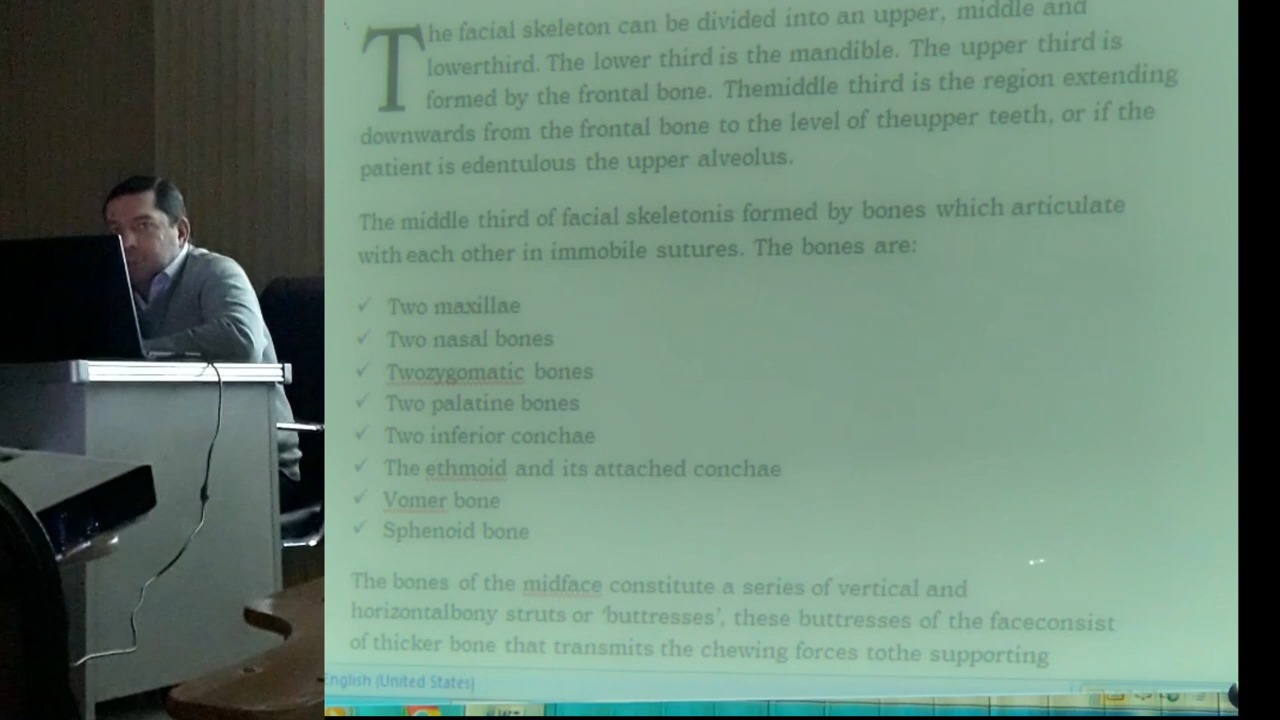 The facial skeleton can be divided into an upper, middle and
lowerthird. The lower third is the mandible. The upper third is
formed by the frontal bone. Themiddle third is the region extending
downwards from the frontal bone to the level of theupper teeth, or if the
patient is edentulous the upper alveolus.
The middle third of facial skeletonis formed by bones which articulate
with each other in immobile sutures. The bones are:
✓ Two maxillae
✓ Two nasal bones
✓ Twozygomatic bones
✓ Two palatine bones
✓ Two inferior conchae
✓ The ethmoid and its attached conchae
✓ Vomer bone
✓ Sphenoid bone
The bones of the midface constitute a series of vertical and
horizontalbony struts or ‘buttresses’, these buttresses of the faceconsist
of thicker bone that transmits the chewing forces tothe supporting
English (United States)